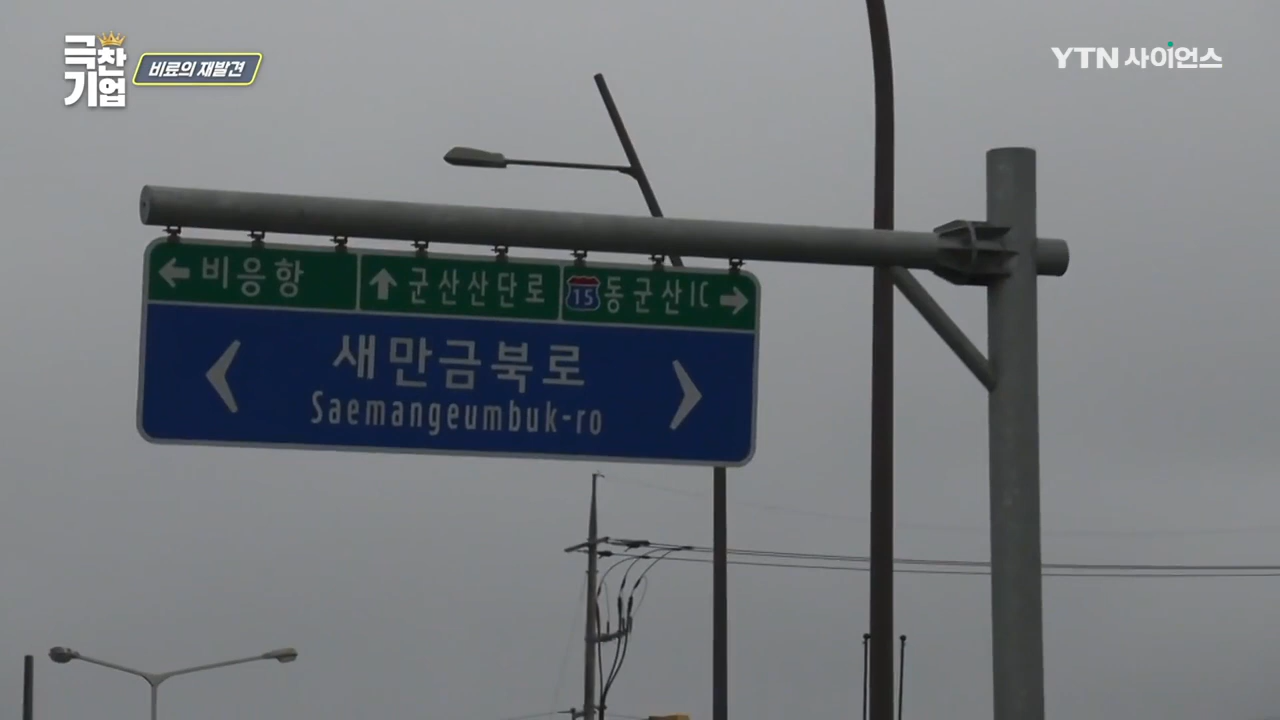 극찬
기업
비료의 재발견
YTN 사이언스
비응항
군산산단로
15 동군산IC
새만금북로
Saemangeumbuk-ro